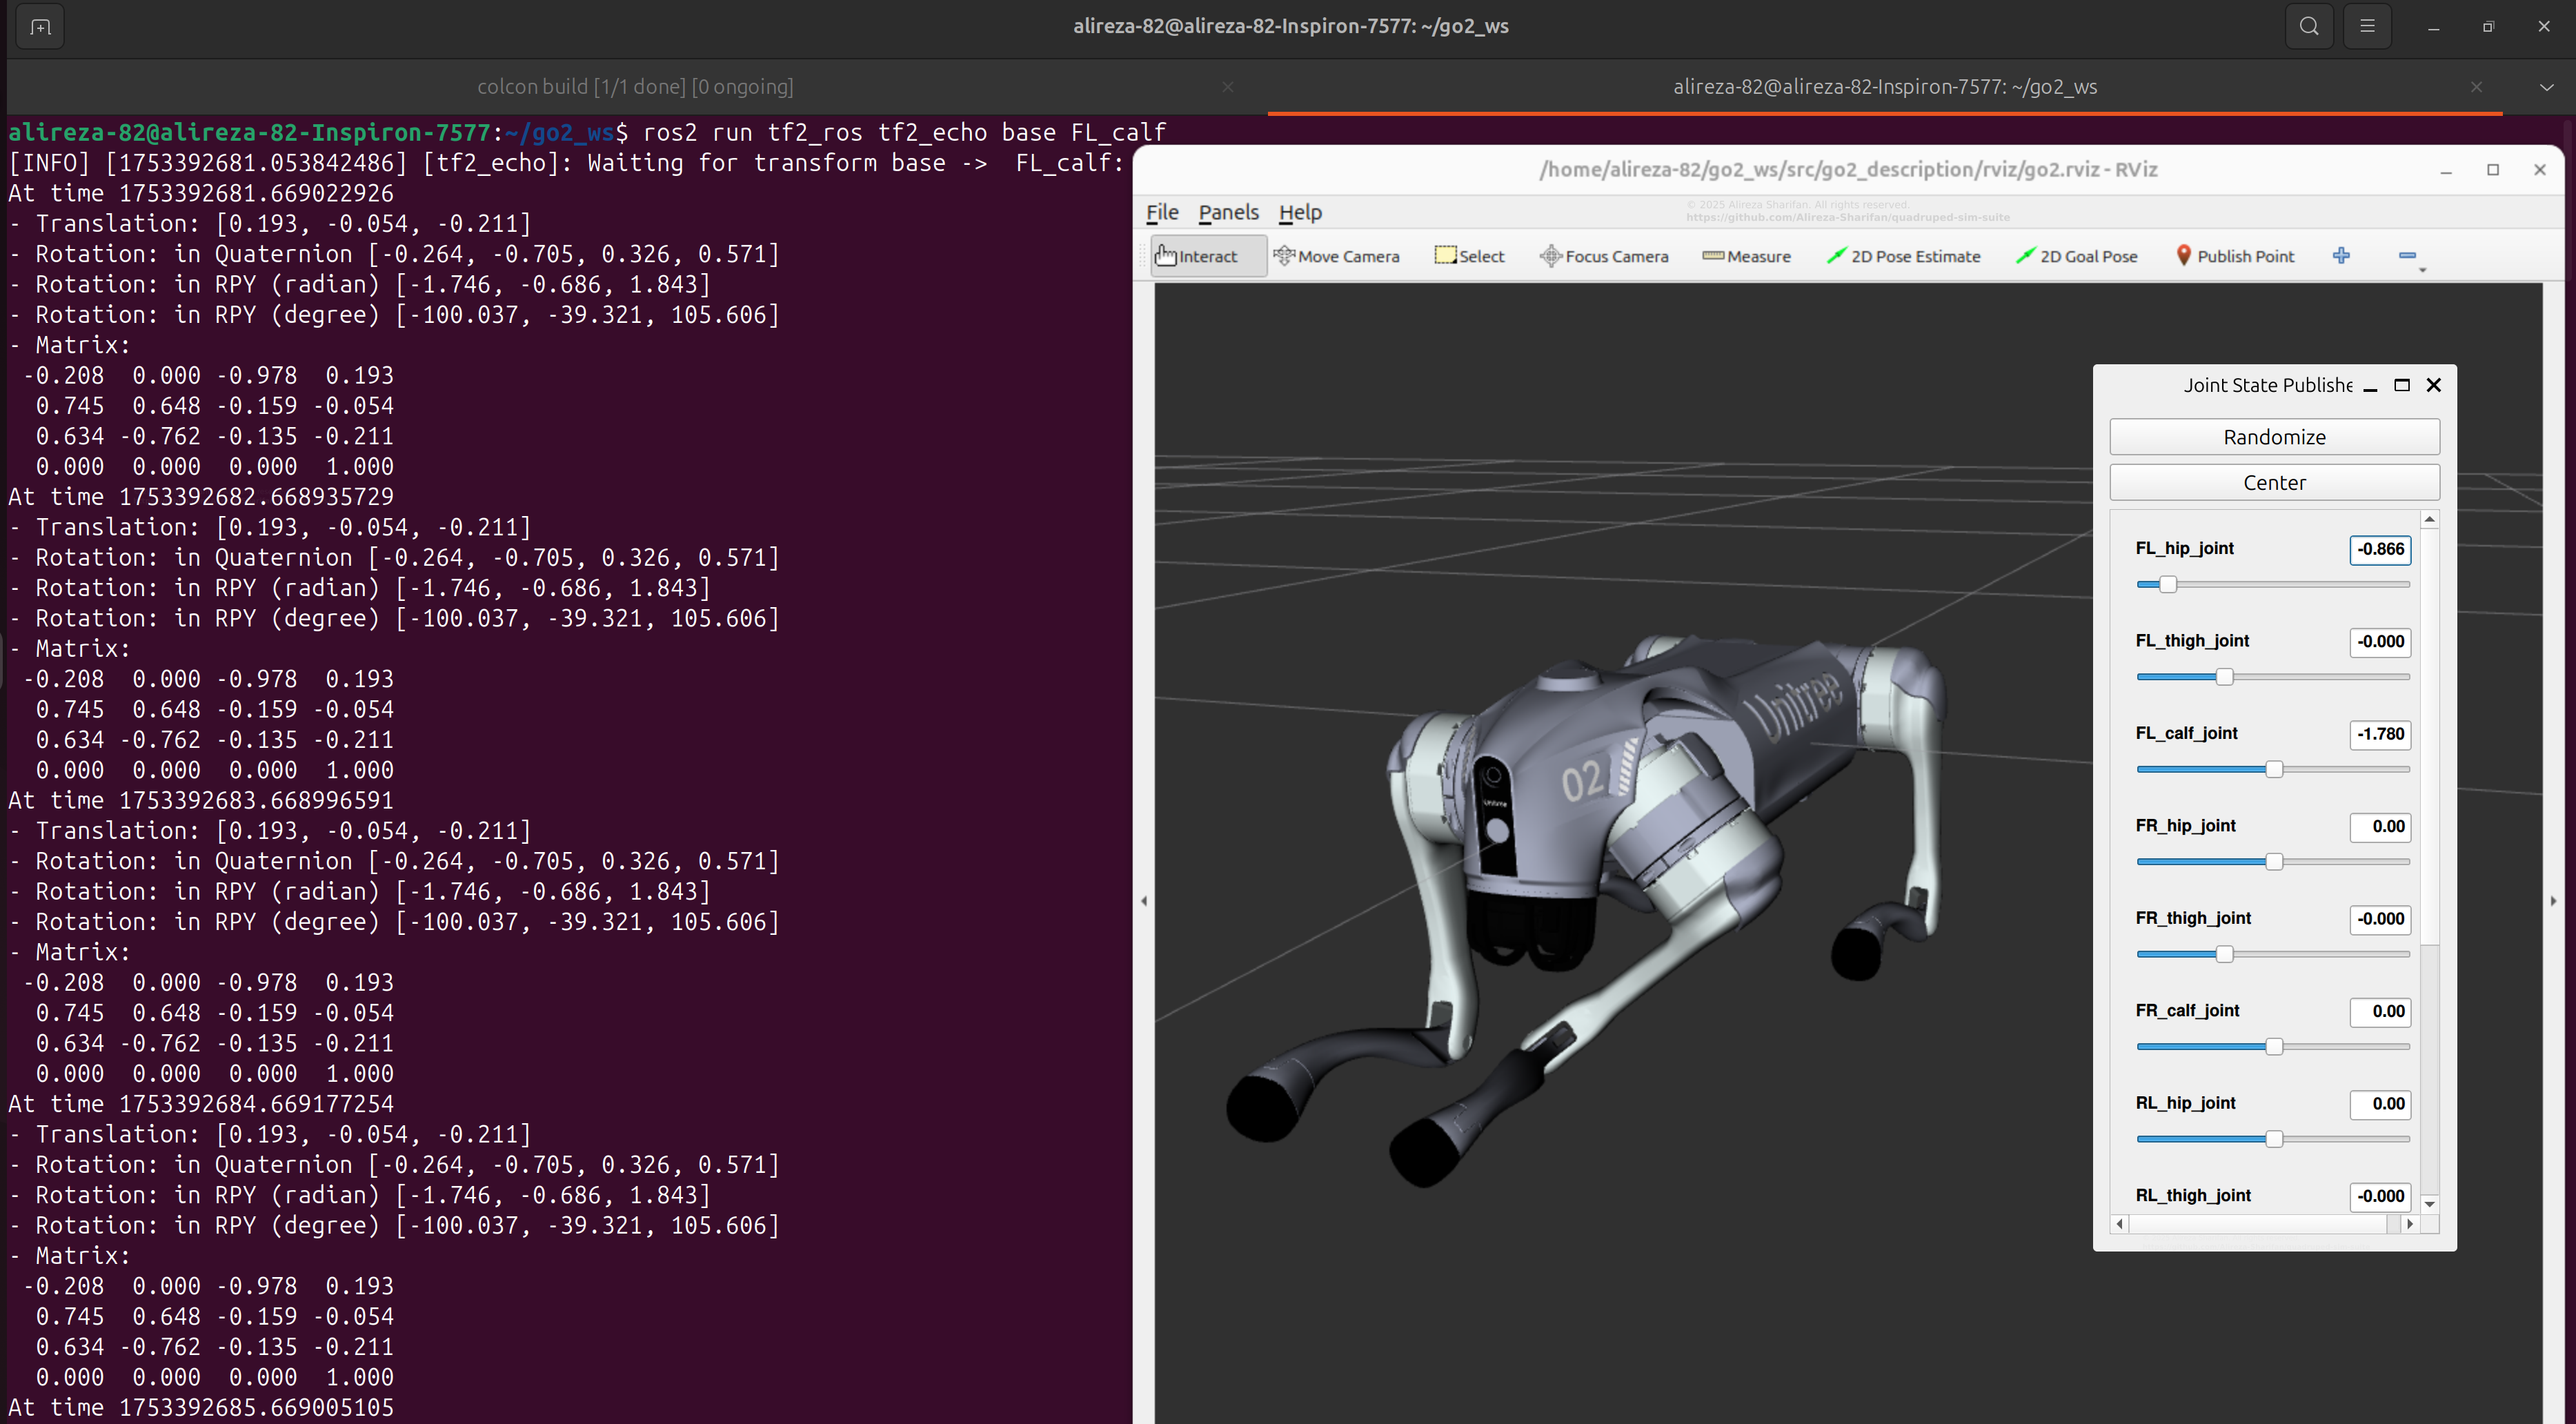 alireza-82@alireza-82-Inspiron-7577: ~/go2_ws
colcon build [1/1 done] [0 ongoing]
alireza-82@alireza-82-Inspiron-7577: ~/go2_ws
alireza-82@alireza-82-Inspiron-7577:~/go2_ws$ ros2 run tf2_ros tf2_echo base FL_calf
[INFO] [1753392681.053842486] [tf2_echo]: Waiting for transform base ->  FL_calf:
At time 1753392681.669022926
- Translation: [0.193, -0.054, -0.211]
- Rotation: in Quaternion [-0.264, -0.705, 0.326, 0.571]
- Rotation: in RPY (radian) [-1.746, -0.686, 1.843]
- Rotation: in RPY (degree) [-100.037, -39.321, 105.606]
- Matrix:
-0.208  0.000 -0.978  0.193
0.745  0.648 -0.159 -0.054
0.634 -0.762 -0.135 -0.211
0.000  0.000  0.000  1.000
At time 1753392682.668935729
- Translation: [0.193, -0.054, -0.211]
- Rotation: in Quaternion [-0.264, -0.705, 0.326, 0.571]
- Rotation: in RPY (radian) [-1.746, -0.686, 1.843]
- Rotation: in RPY (degree) [-100.037, -39.321, 105.606]
- Matrix:
-0.208  0.000 -0.978  0.193
0.745  0.648 -0.159 -0.054
0.634 -0.762 -0.135 -0.211
0.000  0.000  0.000  1.000
At time 1753392683.668996591
- Translation: [0.193, -0.054, -0.211]
- Rotation: in Quaternion [-0.264, -0.705, 0.326, 0.571]
- Rotation: in RPY (radian) [-1.746, -0.686, 1.843]
- Rotation: in RPY (degree) [-100.037, -39.321, 105.606]
- Matrix:
-0.208  0.000 -0.978  0.193
0.745  0.648 -0.159 -0.054
0.634 -0.762 -0.135 -0.211
0.000  0.000  0.000  1.000
At time 1753392684.669177254
- Translation: [0.193, -0.054, -0.211]
- Rotation: in Quaternion [-0.264, -0.705, 0.326, 0.571]
- Rotation: in RPY (radian) [-1.746, -0.686, 1.843]
- Rotation: in RPY (degree) [-100.037, -39.321, 105.606]
- Matrix:
-0.208  0.000 -0.978  0.193
0.745  0.648 -0.159 -0.054
0.634 -0.762 -0.135 -0.211
0.000  0.000  0.000  1.000
At time 1753392685.669005105
/home/alireza-82/go2_ws/src/go2_description/rviz/go2.rviz - RViz
File Panels Help
© 2025 Alireza Sharifan. All rights reserved.
https://github.com/Alireza-Sharifan/quadruped-sim-suite
Interact Move Camera Select Focus Camera Measure 2D Pose Estimate 2D Goal Pose Publish Point
Unitree
02
Unitree
Joint State Publishe
Randomize
Center
FL_hip_joint -0.866
FL_thigh_joint -0.000
FL_calf_joint -1.780
FR_hip_joint 0.00
FR_thigh_joint -0.000
FR_calf_joint 0.00
RL_hip_joint 0.00
RL_thigh_joint -0.000